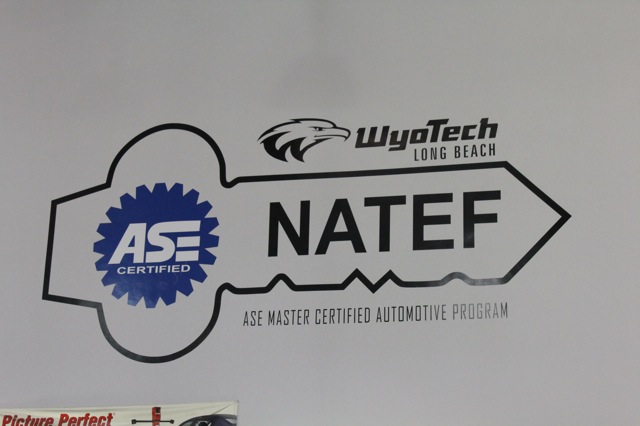 WyoTech
LONG BEACH
NATEF
ASE
CERTIFIED
ASE MASTER CERTIFIED AUTOMOTIVE PROGRAM
Picture Perfect